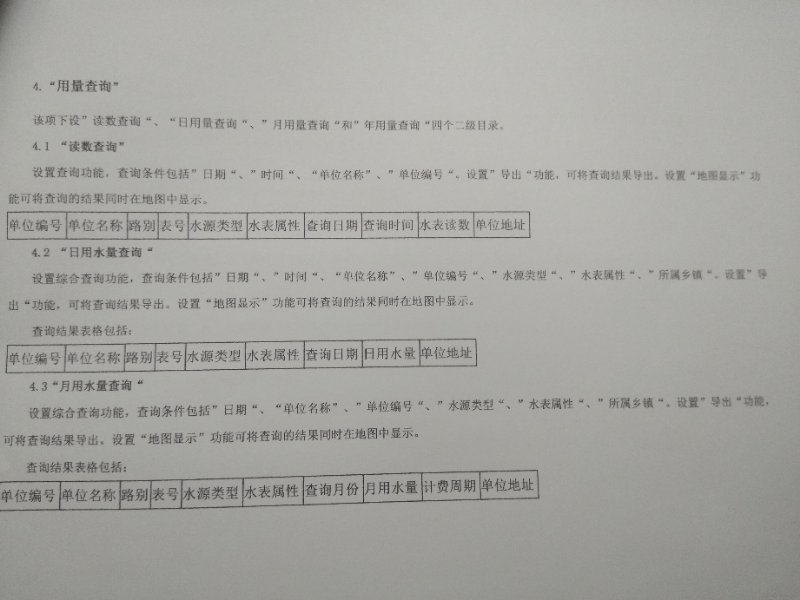 4.“用量查询”
该项下设”读数查询“、“日用量查询“、”月用量查询“和”年用量查询“四个二级目录。
4.1 “读数查询”
设置查询功能，查询条件包括”日期“、”时间“、“单位名称”、”单位编号“。设置”导出“功能，可将查询结果导出。设置“地图显示”功
能可将查询的结果同时在地图中显示。
单位编号 单位名称 路别 表号 水源类型 水表属性 查询日期 查询时间 水表读数 单位地址
4.2 “日用水量查询“
设置综合查询功能，查询条件包括”日期“、”时间“、“单位名称”、”单位编号“、”水源类型“、”水表属性“、”所属乡镇“。设置”导
出“功能，可将查询结果导出。设置“地图显示”功能可将查询的结果同时在地图中显示。
查询结果表格包括：
单位编号 单位名称 路别 表号 水源类型 水表属性 查询日期 日用水量 单位地址
4.3“月用水量查询“
设置综合查询功能，查询条件包括”日期“、“单位名称”、”单位编号“、”水源类型“、”水表属性“、”所属乡镇“。设置”导出“功能，
可将查询结果导出。设置“地图显示”功能可将查询的结果同时在地图中显示。
查询结果表格包括：
单位编号 单位名称 路别 表号 水源类型 水表属性 查询月份 月用水量 计费周期 单位地址